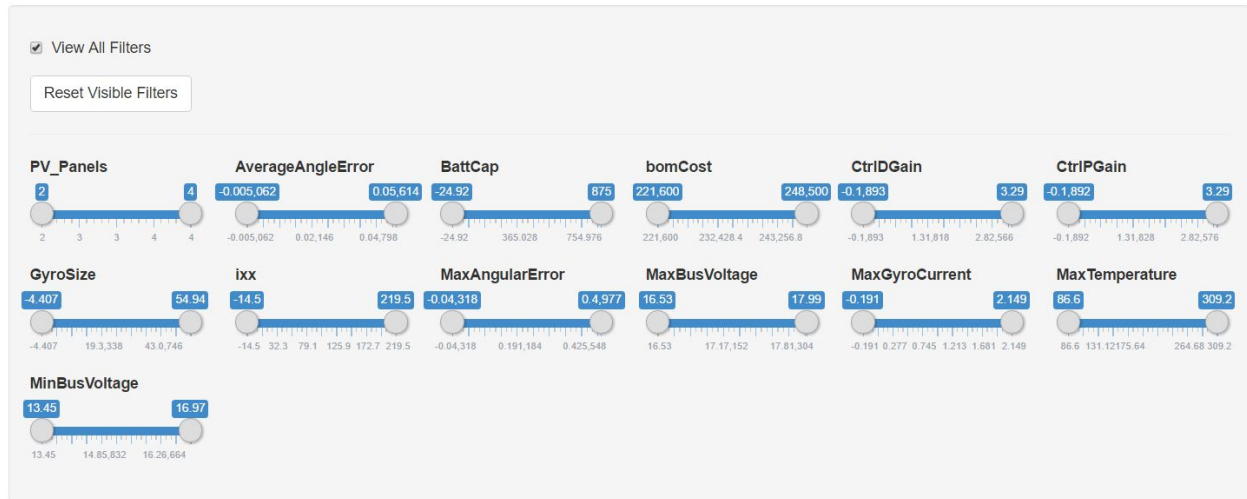 View All Filters
Reset Visible Filters
PV_Panels AverageAngleError BattCap bomCost CtrlDGain CtrlPGain
2 4 -0.005,062 0.05,614 -24.92 875 221,600 248,500 -0.1,893 3.29 -0.1,892 3.29
2 3 3 4 4 -0.005,062 0.02,146 0.04,798 -24.92 365.028 754.976 221,600 232,428.4 243,256.8 -0.1,893 1.31,818 2.82,566 -0.1,892 1.31,828 2.82,576
GyroSize ixx MaxAngularError MaxBusVoltage MaxGyroCurrent MaxTemperature
-4.407 54.94 -14.5 219.5 -0.04,318 0.4,977 16.53 17.99 -0.191 2.149 86.6 309.2
-4.407 19.3,338 43.0,746 -14.5 32.3 79.1 125.9 172.7 219.5 -0.04,318 0.191,184 0.425,548 16.53 17.17,152 17.81,304 -0.191 0.277 0.745 1.213 1.681 2.149 86.6 131.12175.64 264.68 309.2
MinBusVoltage
13.45 16.97
13.45 14.85,832 16.26,664